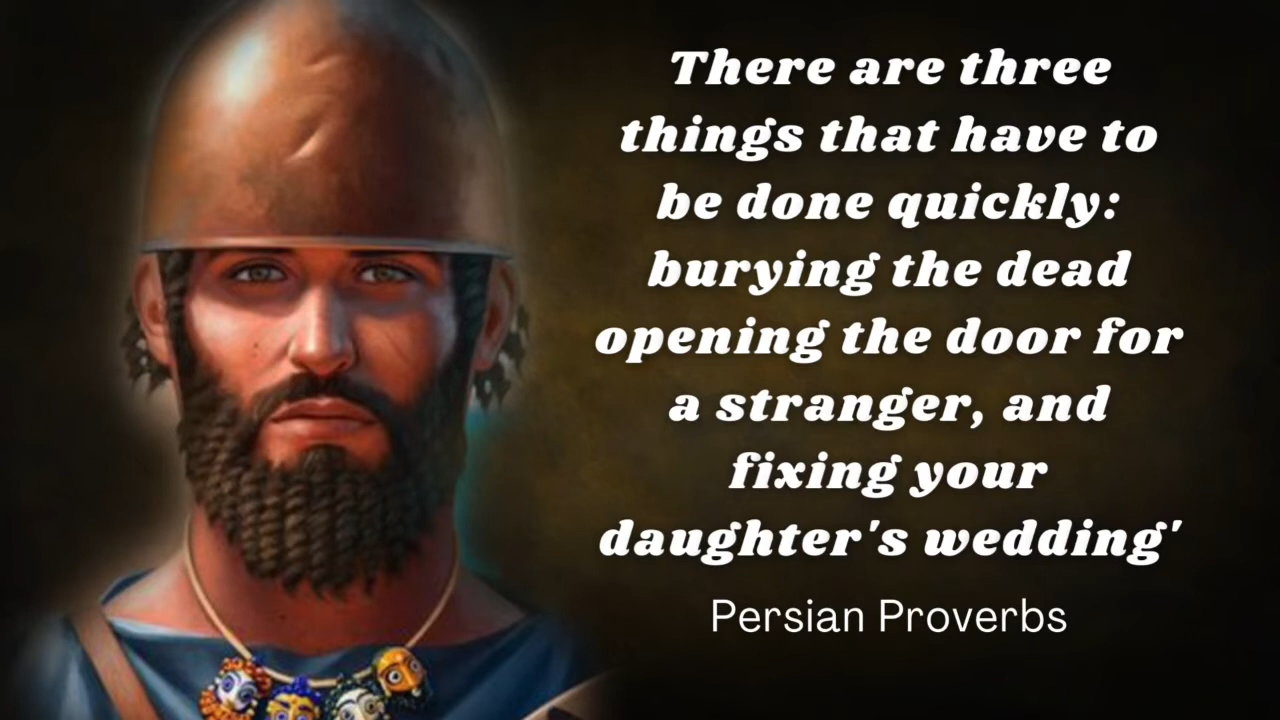 There are three
things that have to
be done quickly:
burying the dead
opening the door for
a stranger, and
fixing your
daughter's wedding'
Persian Proverbs